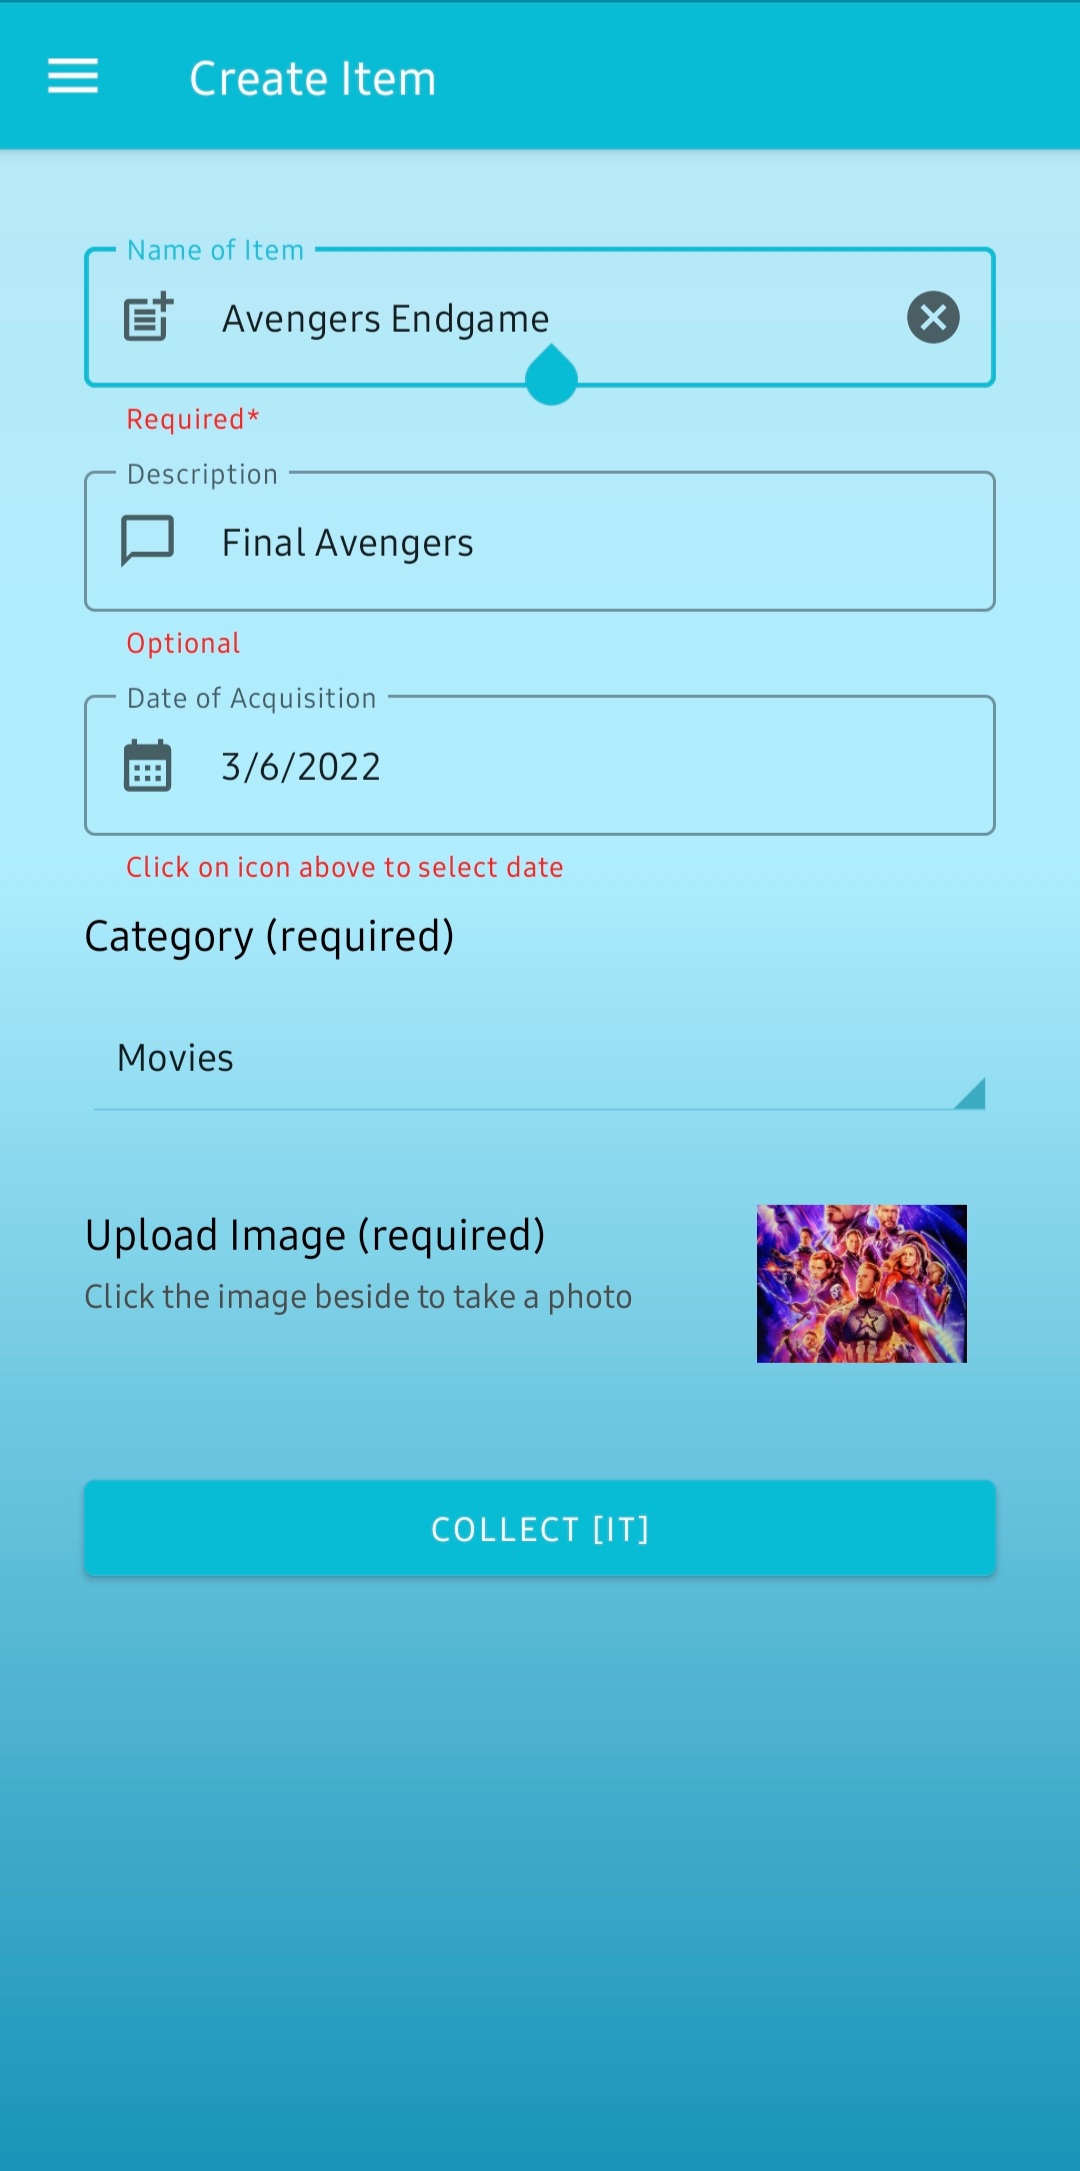 Create Item
Name of Item
Avengers Endgame
Required*
Description
Final Avengers
Optional
Date of Acquisition
3/6/2022
Click on icon above to select date
Category (required)
Movies
Upload Image (required)
Click the image beside to take a photo
COLLECT [IT]